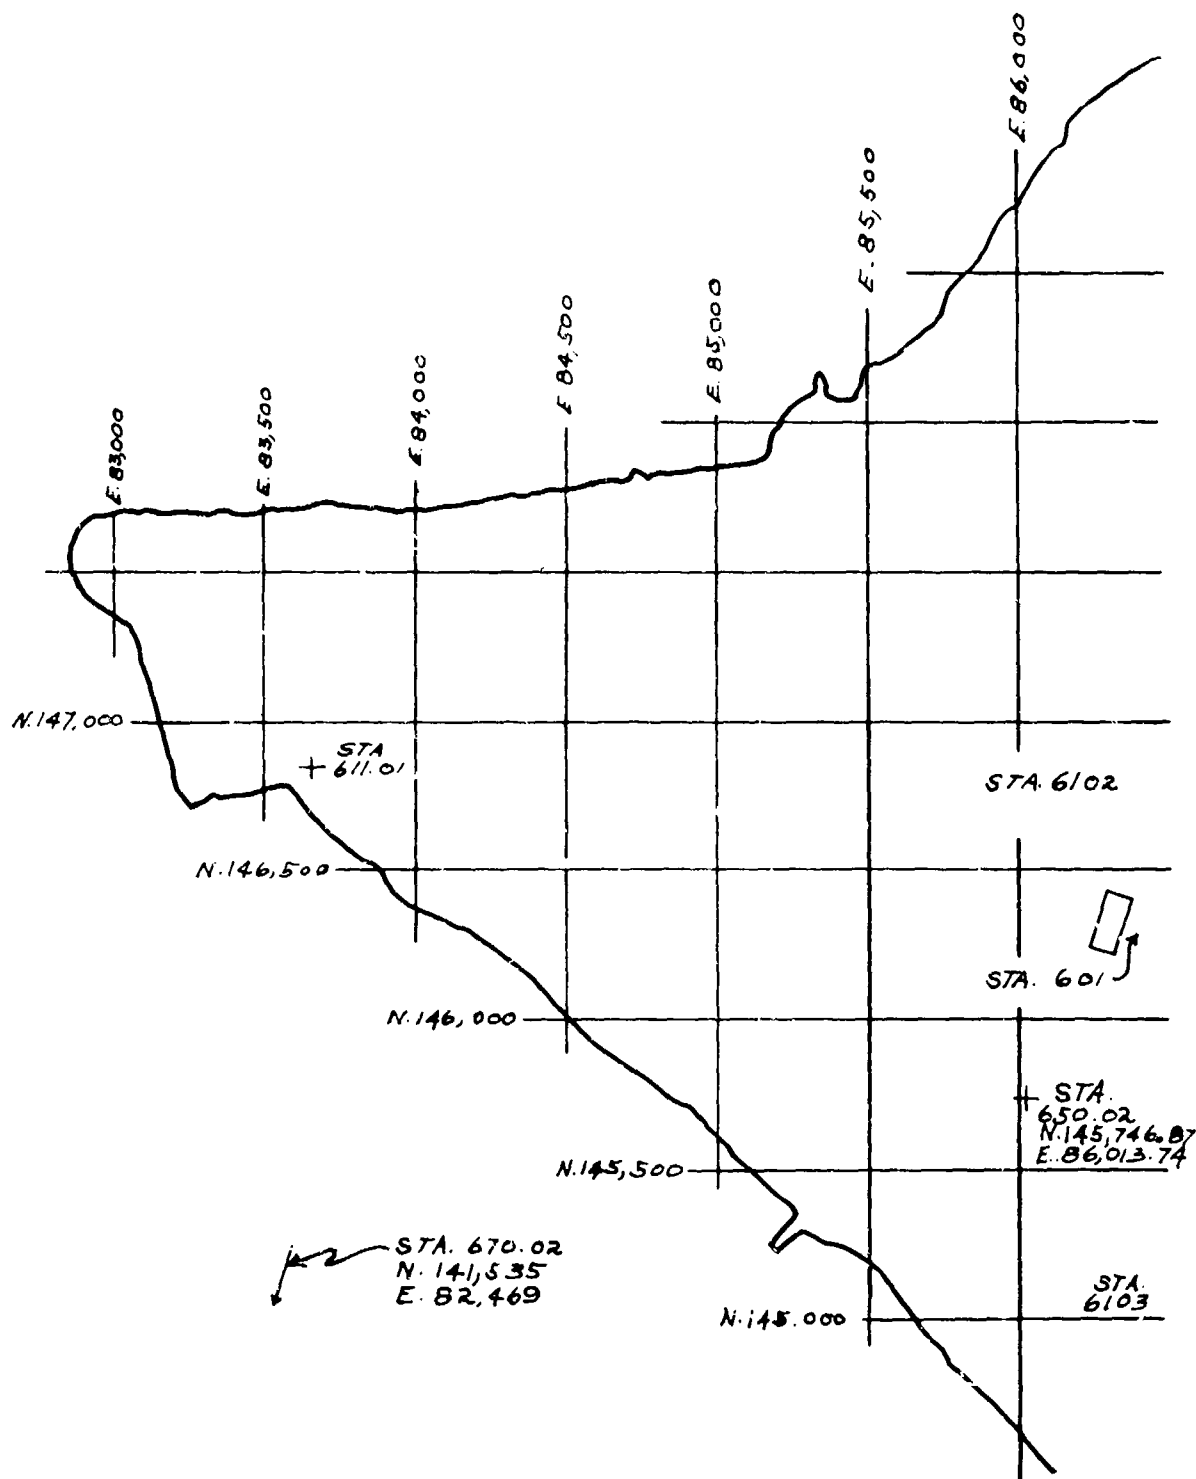 E. 86,000
E. 85,500
E. 85,000
E 84,500
E. 84,000
E. 83,500
E. 83,000
N. 147,000
STA
611.01
STA. 6102
N. 146,500
STA. 601
N. 146,000
STA.
650.02
N. 145,746.87
E. 86,013.74
N. 145,500
STA. 670.02
N. 141,535
E. 82,469
STA.
6103
N. 145.000